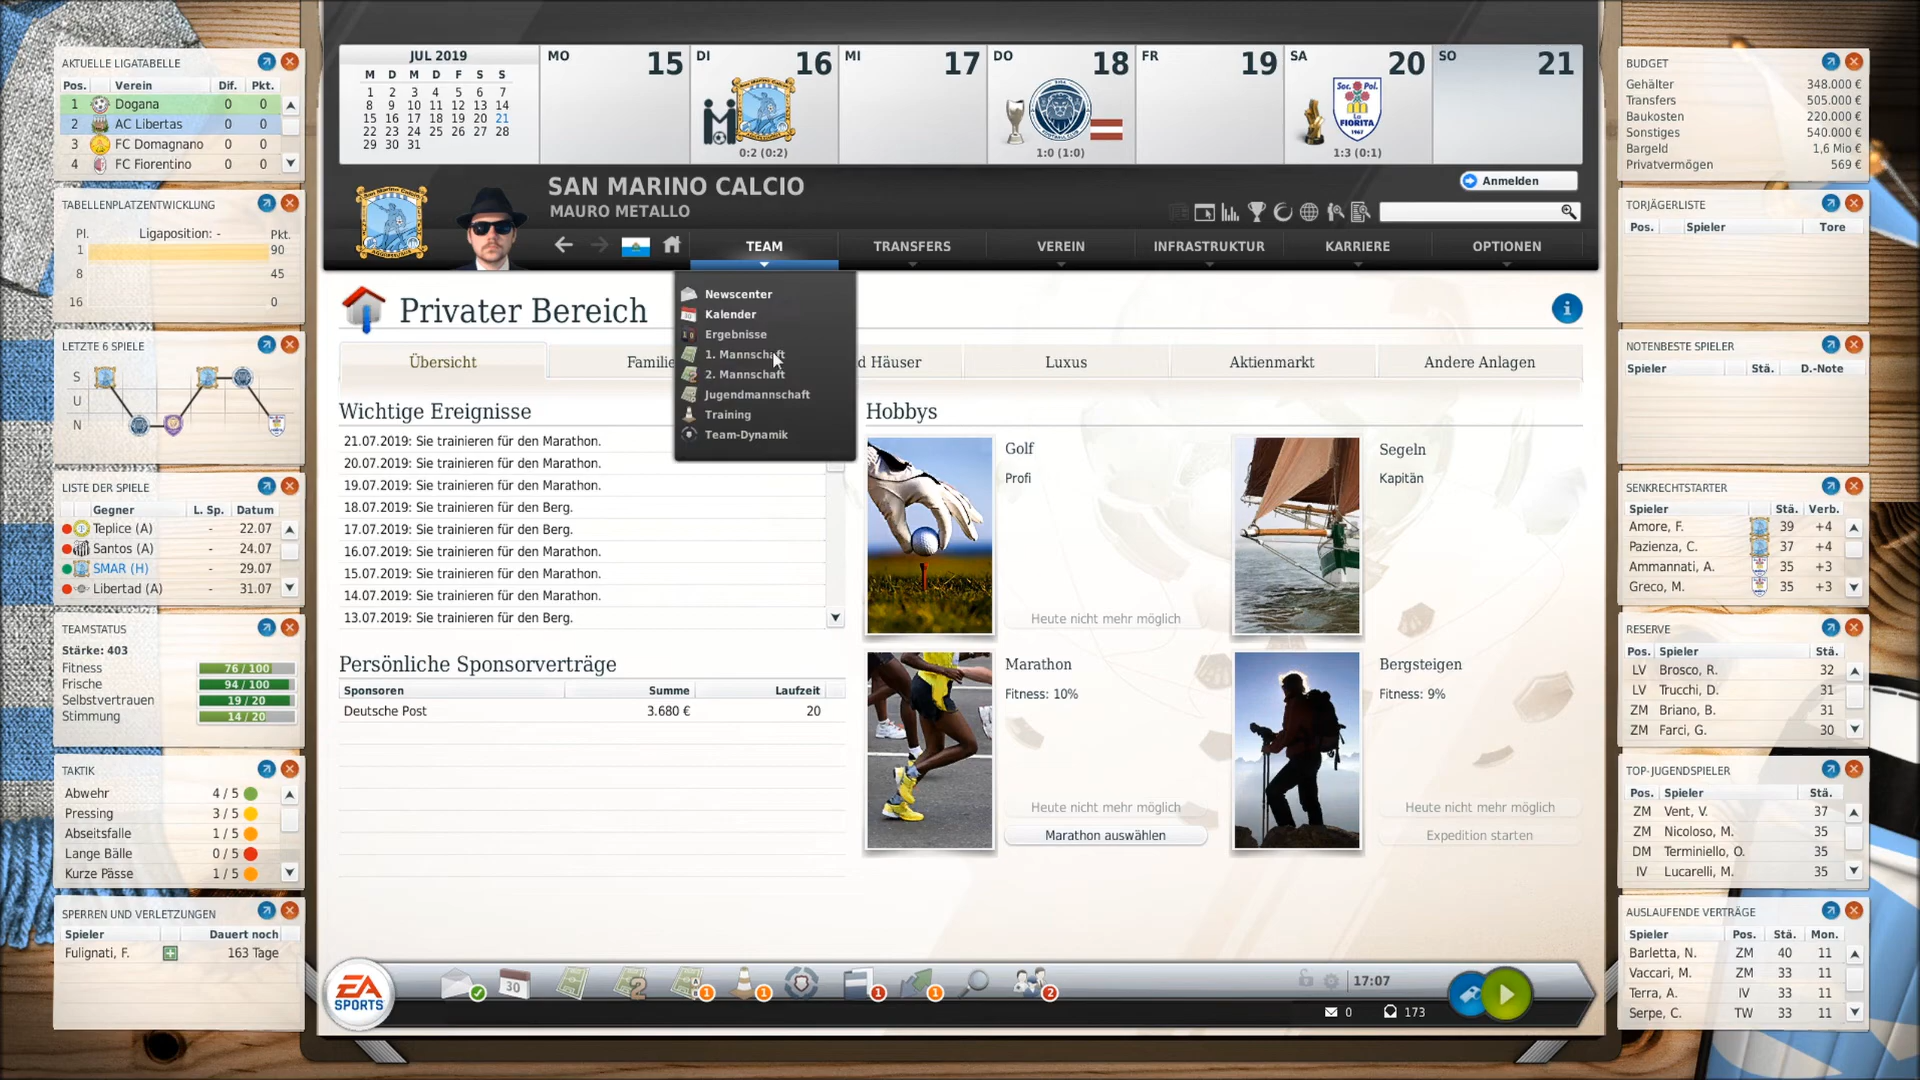 AKTUELLE LIGATABELLE
Pos. Verein Dif. Pkt.
1 Dogana 0 0
2 AC Libertas 0 0
3 FC Domagnano 0 0
4 FC Fiorentino 0 0
TABELLENPLATZENTWICKLUNG
Pl. Ligaposition: - Pkt.
1 90
8 45
16 0
LETZTE 6 SPIELE
S
U
N
LISTE DER SPIELE
Gegner L. Sp. Datum
Teplice (A) - 22.07
Santos (A) - 24.07
SMAR (H) - 29.07
Libertad (A) - 31.07
TEAMSTATUS
Stärke: 403
Fitness 76 / 100
Frische 94 / 100
Selbstvertrauen 19 / 20
Stimmung 14 / 20
TAKTIK
Abwehr 4 / 5
Pressing 3 / 5
Abseitsfalle 1 / 5
Lange Bälle 0 / 5
Kurze Pässe 1 / 5
SPERREN UND VERLETZUNGEN
Spieler Dauert noch
Fulignati, F. 163 Tage
JUL 2019
M D M D F S S
1 2 3 4 5 6 7
8 9 10 11 12 13 14
15 16 17 18 19 20 21
22 23 24 25 26 27 28
29 30 31
MO 15
DI 16
0:2 (0:2)
MI 17
DO 18
1:0 (1:0)
FR 19
SA 20
Soc. Pol.
La
FIORITA
1967
1:3 (0:1)
SO 21
SAN MARINO CALCIO
MAURO METALLO
Anmelden
TEAM TRANSFERS VEREIN INFRASTRUKTUR KARRIERE OPTIONEN
Newscenter
Kalender
Ergebnisse
1. Mannschaft
2. Mannschaft
Jugendmannschaft
Training
Team-Dynamik
Privater Bereich
Übersicht Familie d Häuser Luxus Aktienmarkt Andere Anlagen
Wichtige Ereignisse
21.07.2019: Sie trainieren für den Marathon.
20.07.2019: Sie trainieren für den Marathon.
19.07.2019: Sie trainieren für den Marathon.
18.07.2019: Sie trainieren für den Berg.
17.07.2019: Sie trainieren für den Berg.
16.07.2019: Sie trainieren für den Marathon.
15.07.2019: Sie trainieren für den Marathon.
14.07.2019: Sie trainieren für den Marathon.
13.07.2019: Sie trainieren für den Berg.
Persönliche Sponsorverträge
Sponsoren Summe Laufzeit
Deutsche Post 3.680 € 20
Hobbys
Golf
Profi
Heute nicht mehr möglich
Segeln
Kapitän
Marathon
Fitness: 10%
Heute nicht mehr möglich
Marathon auswählen
Bergsteigen
Fitness: 9%
Heute nicht mehr möglich
Expedition starten
EA
SPORTS
30 2 1 1 1 1 2
17:07
0 173
BUDGET
Gehälter 348.000 €
Transfers 505.000 €
Baukosten 220.000 €
Sonstiges 540.000 €
Bargeld 1,6 Mio €
Privatvermögen 569 €
TORJÄGERLISTE
Pos. Spieler Tore
NOTENBESTE SPIELER
Spieler Stä. D.-Note
SENKRECHTSTARTER
Spieler Stä. Verb.
Amore, F. 39 +4
Pazienza, C. 37 +4
Ammannati, A. 35 +3
Greco, M. 35 +3
RESERVE
Pos. Spieler Stä.
LV Brosco, R. 32
LV Trucchi, D. 31
ZM Briano, B. 31
ZM Farci, G. 30
TOP-JUGENDSPIELER
Pos. Spieler Stä.
ZM Vent, V. 37
ZM Nicoloso, M. 35
DM Terminiello, O. 35
IV Lucarelli, M. 35
AUSLAUFENDE VERTRÄGE
Spieler Pos. Stä. Mon.
Barletta, N. ZM 40 11
Vaccari, M. ZM 33 11
Terra, A. IV 33 11
Serpe, C. TW 33 11